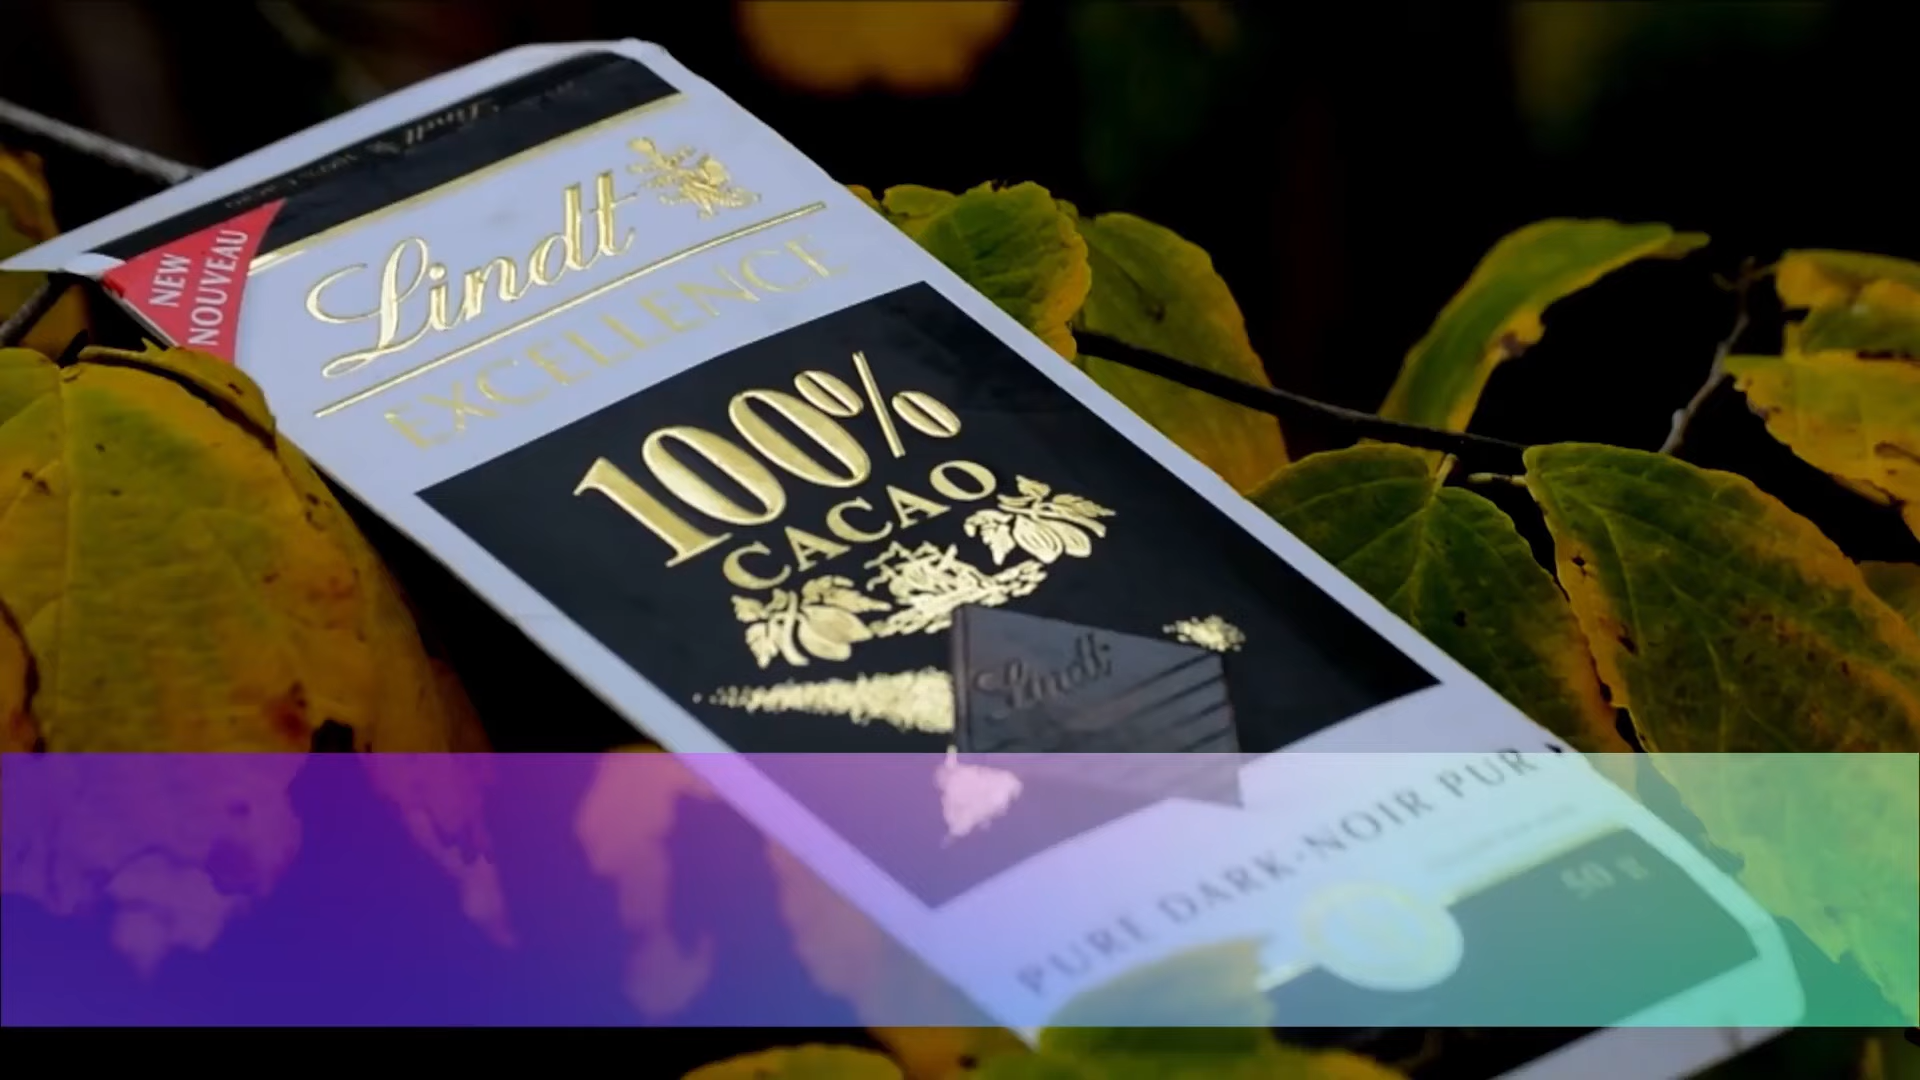 NEW
NOUVEAU
Lindt
EXCELLENCE
100%
CACAO
Lindt
PURE DARK-NOIR PUR
50 g